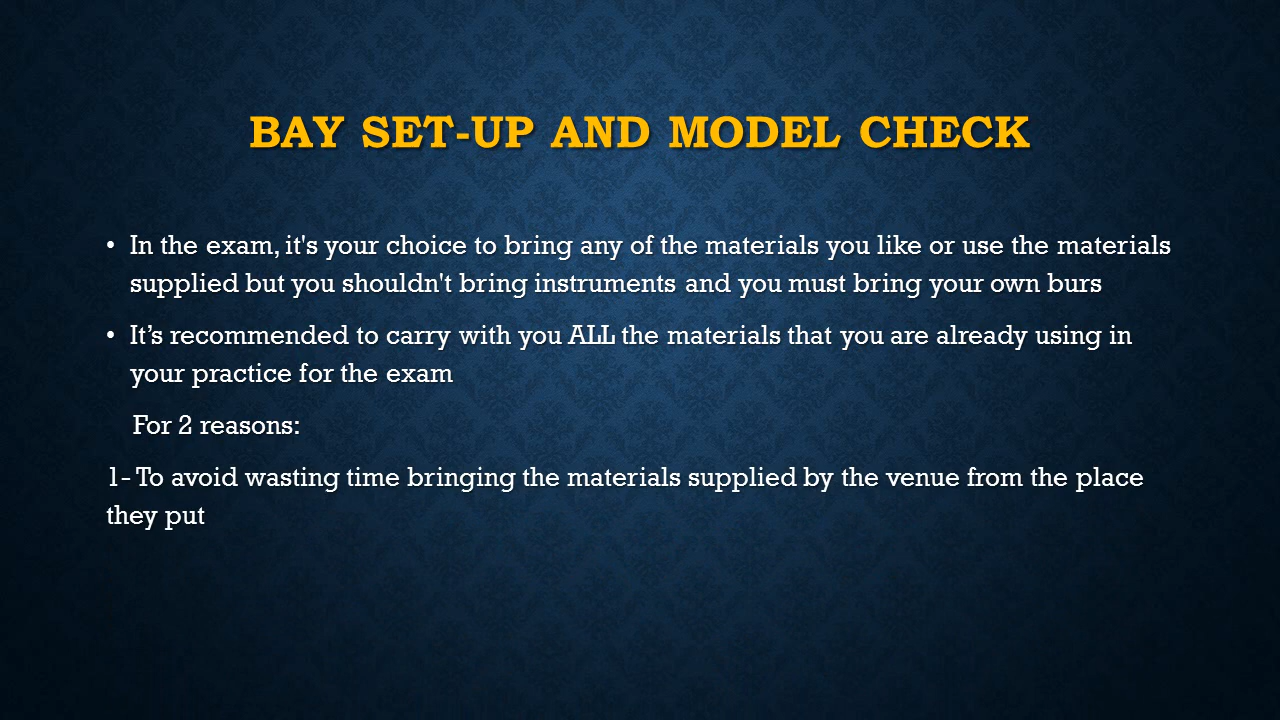 BAY SET-UP AND MODEL CHECK
• In the exam, it's your choice to bring any of the materials you like or use the materials
supplied but you shouldn't bring instruments and you must bring your own burs
• It’s recommended to carry with you ALL the materials that you are already using in
your practice for the exam
For 2 reasons:
1- To avoid wasting time bringing the materials supplied by the venue from the place
they put